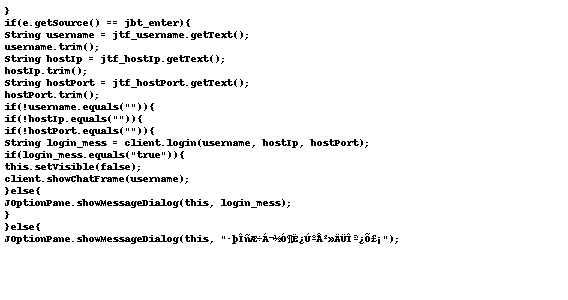 }
if(e.getSource() == jbt_enter){
String username = jtf_username.getText();
username.trim();
String hostIp = jtf_hostIp.getText();
hostIp.trim();
String hostPort = jtf_hostPort.getText();
hostPort.trim();
if(!username.equals("")){
if(!hostIp.equals("")){
if(!hostPort.equals("")){
String login_mess = client.login(username, hostIp, hostPort);
if(login_mess.equals("true")){
this.setVisible(false);
client.showChatFrame(username);
}else{
JOptionPane.showMessageDialog(this, login_mess);
}
}else{
JOptionPane.showMessageDialog(this, "·þÎñÆ÷Á¬½Ó¶Ë¿ÚºÅ²»ÄÜÎª¿Õ£¡");